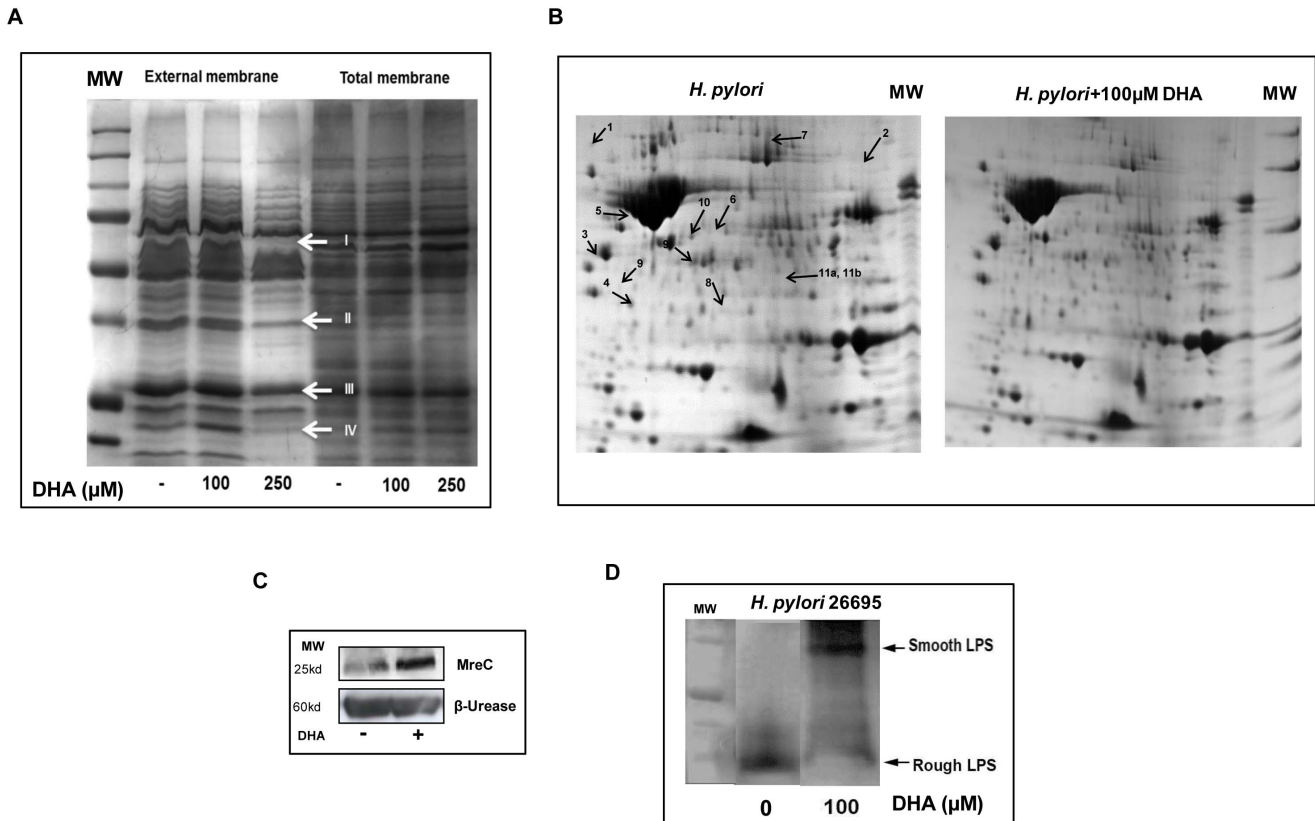 A
MW External membrane Total membrane
I
II
III
IV
DHA (µM) - 100 250 - 100 250
B
H. pylori MW H. pylori+100µM DHA MW
1
7
2
5
10
6
3
9
9
11a, 11b
4
8
C
MW
25kd MreC
60kd β-Urease
DHA - +
D
MW H. pylori 26695
Smooth LPS
Rough LPS
0 100 DHA (µM)